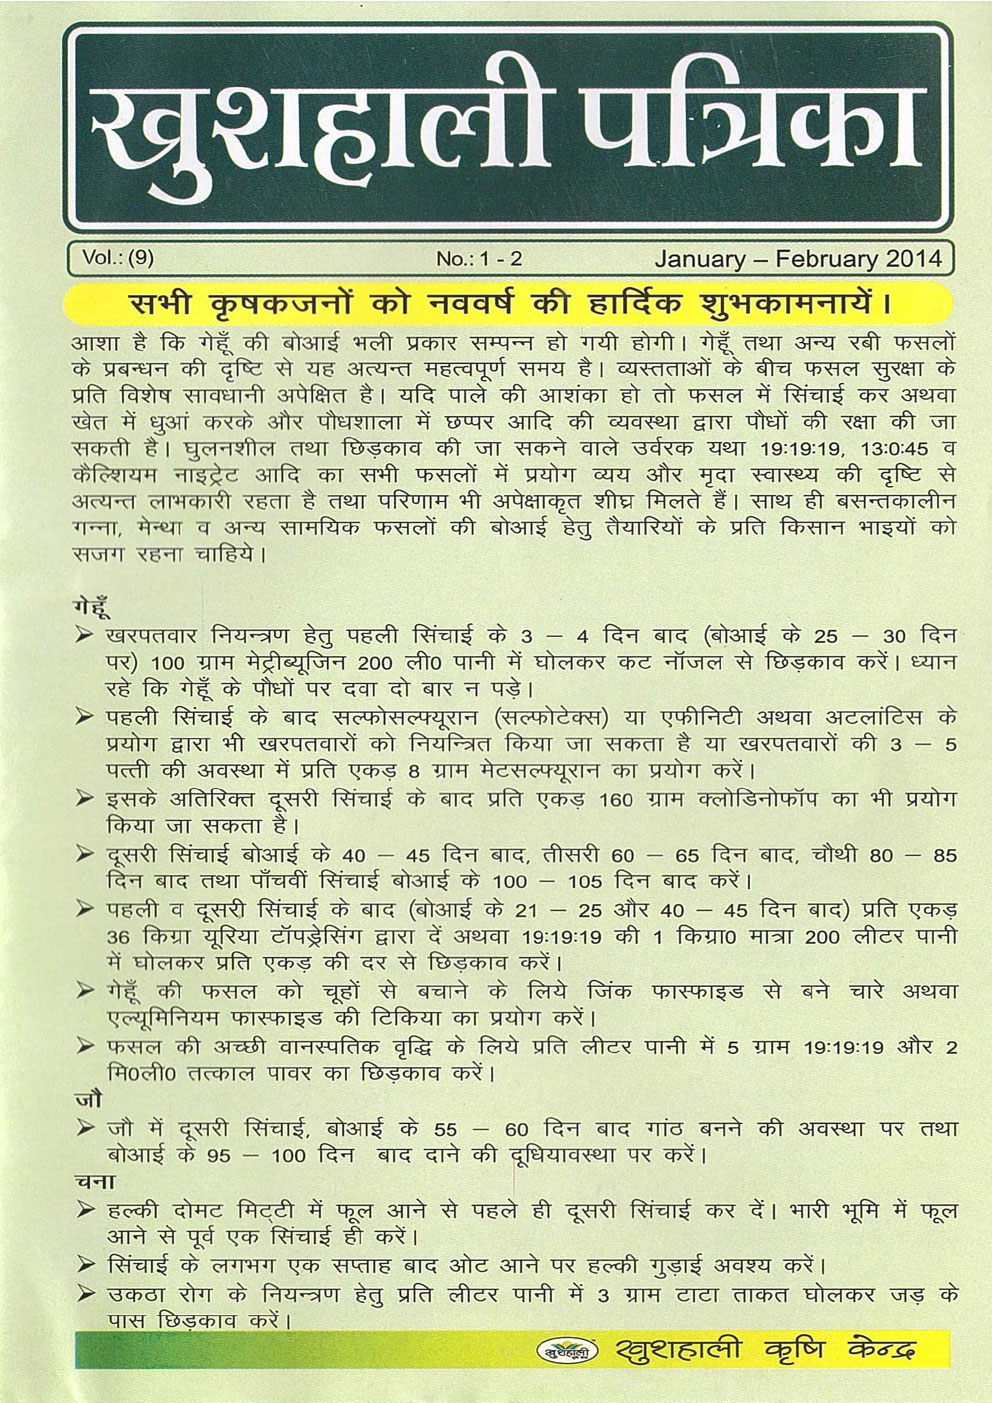 खुशहाली पत्रिका
Vol.: (9) No.: 1 - 2 January – February 2014
सभी कृषकजनों को नववर्ष की हार्दिक शुभकामनायें।
आशा है कि गेहूँ की बोआई भली प्रकार सम्पन्न हो गयी होगी। गेहूँ तथा अन्य रबी फसलों
के प्रबन्धन की दृष्टि से यह अत्यन्त महत्वपूर्ण समय है। व्यस्तताओं के बीच फसल सुरक्षा के
प्रति विशेष सावधानी अपेक्षित है। यदि पाले की आशंका हो तो फसल में सिंचाई कर अथवा
खेत में धुआं करके और पौधशाला में छप्पर आदि की व्यवस्था द्वारा पौधों की रक्षा की जा
सकती है। घुलनशील तथा छिड़काव की जा सकने वाले उर्वरक यथा 19:19:19, 13:0:45 व
कैल्शियम नाइट्रेट आदि का सभी फसलों में प्रयोग व्यय और मृदा स्वास्थ्य की दृष्टि से
अत्यन्त लाभकारी रहता है तथा परिणाम भी अपेक्षाकृत शीघ्र मिलते हैं। साथ ही बसन्तकालीन
गन्ना, मेन्था व अन्य सामयिक फसलों की बोआई हेतु तैयारियों के प्रति किसान भाइयों को
सजग रहना चाहिये।
गेहूँ
➢ खरपतवार नियन्त्रण हेतु पहली सिंचाई के 3 – 4 दिन बाद (बोआई के 25 – 30 दिन
पर) 100 ग्राम मेट्रीब्यूजिन 200 ली0 पानी में घोलकर कट नॉजल से छिड़काव करें। ध्यान
रहे कि गेहूँ के पौधों पर दवा दो बार न पड़े।
➢ पहली सिंचाई के बाद सल्फोसल्फ्यूरान (सल्फोटेक्स) या एफीनिटी अथवा अटलांटिस के
प्रयोग द्वारा भी खरपतवारों को नियन्त्रित किया जा सकता है या खरपतवारों की 3 – 5
पत्ती की अवस्था में प्रति एकड़ 8 ग्राम मेटसल्फ्यूरान का प्रयोग करें।
➢ इसके अतिरिक्त दूसरी सिंचाई के बाद प्रति एकड़ 160 ग्राम क्लोडिनोफॉप का भी प्रयोग
किया जा सकता है।
➢ दूसरी सिंचाई बोआई के 40 – 45 दिन बाद, तीसरी 60 – 65 दिन बाद, चौथी 80 – 85
दिन बाद तथा पाँचवीं सिंचाई बोआई के 100 – 105 दिन बाद करें।
➢ पहली व दूसरी सिंचाई के बाद (बोआई के 21 – 25 और 40 – 45 दिन बाद) प्रति एकड़
36 किग्रा यूरिया टॉपड्रेसिंग द्वारा दें अथवा 19:19:19 की 1 किग्रा0 मात्रा 200 लीटर पानी
में घोलकर प्रति एकड़ की दर से छिड़काव करें।
➢ गेहूँ की फसल को चूहों से बचाने के लिये जिंक फास्फाइड से बने चारे अथवा
एल्यूमिनियम फास्फाइड की टिकिया का प्रयोग करें।
➢ फसल की अच्छी वानस्पतिक वृद्धि के लिये प्रति लीटर पानी में 5 ग्राम 19:19:19 और 2
मि0ली0 तत्काल पावर का छिड़काव करें।
जौ
➢ जौ में दूसरी सिंचाई, बोआई के 55 – 60 दिन बाद गांठ बनने की अवस्था पर तथा
बोआई के 95 – 100 दिन बाद दाने की दूधियावस्था पर करें।
चना
➢ हल्की दोमट मिट्टी में फूल आने से पहले ही दूसरी सिंचाई कर दें। भारी भूमि में फूल
आने से पूर्व एक सिंचाई ही करें।
➢ सिंचाई के लगभग एक सप्ताह बाद ओट आने पर हल्की गुड़ाई अवश्य करें।
➢ उकठा रोग के नियन्त्रण हेतु प्रति लीटर पानी में 3 ग्राम टाटा ताकत घोलकर जड़ के
पास छिड़काव करें।
खुशहाली खुशहाली कृषि केन्द्र